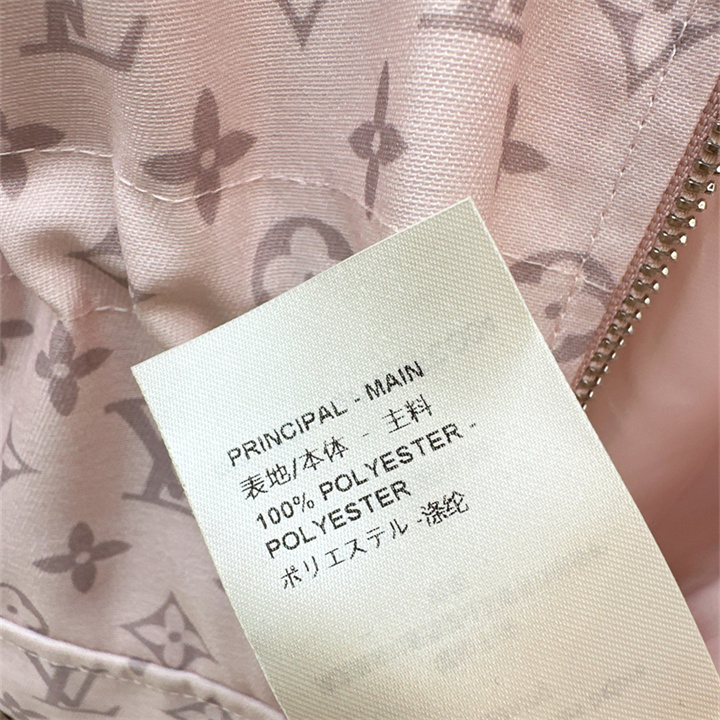 PRINCIPAL - MAIN
表地/本体 - 主料
100% POLYESTER -
POLYESTER
ポリエステル -涤纶